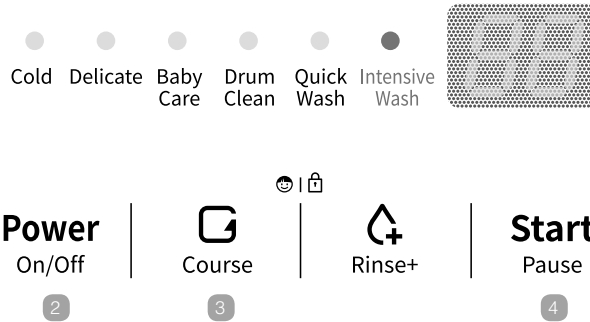 Cold Delicate Baby Care Drum Clean Quick Wash Intensive Wash
88
Power Course Rinse+ Start
On/Off Pause
2 3 4